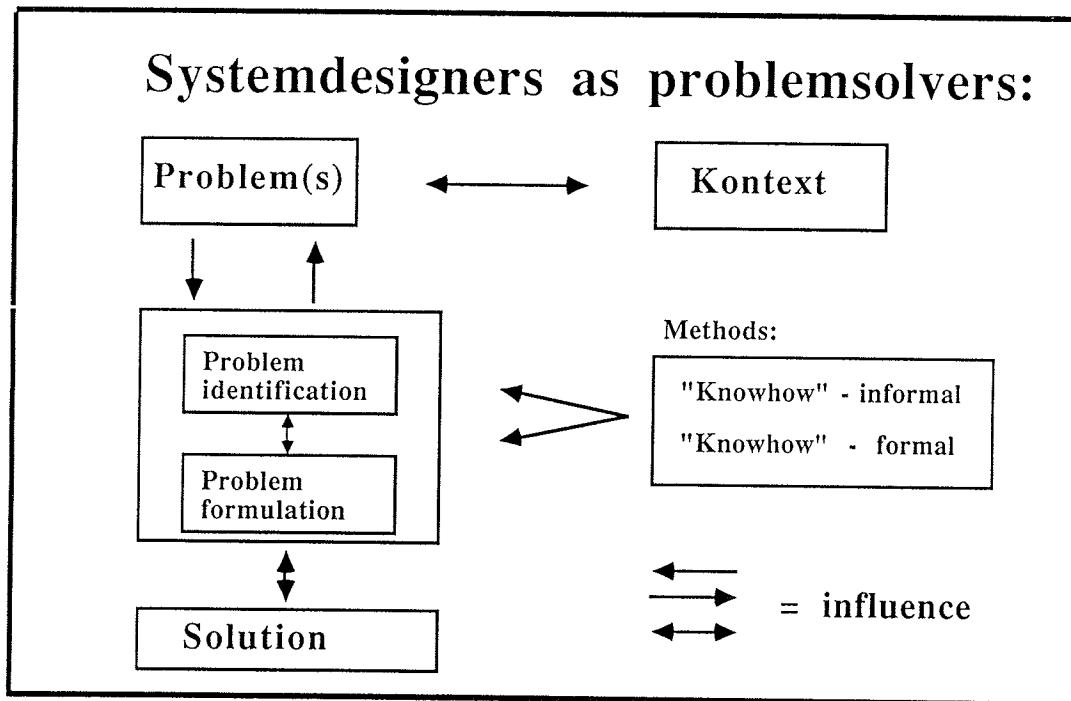 Systemdesigners as problemsolvers:
Problem(s)
Kontext
Problem
identification
Problem
formulation
Methods:
"Knowhow" - informal
"Knowhow" - formal
= influence
Solution